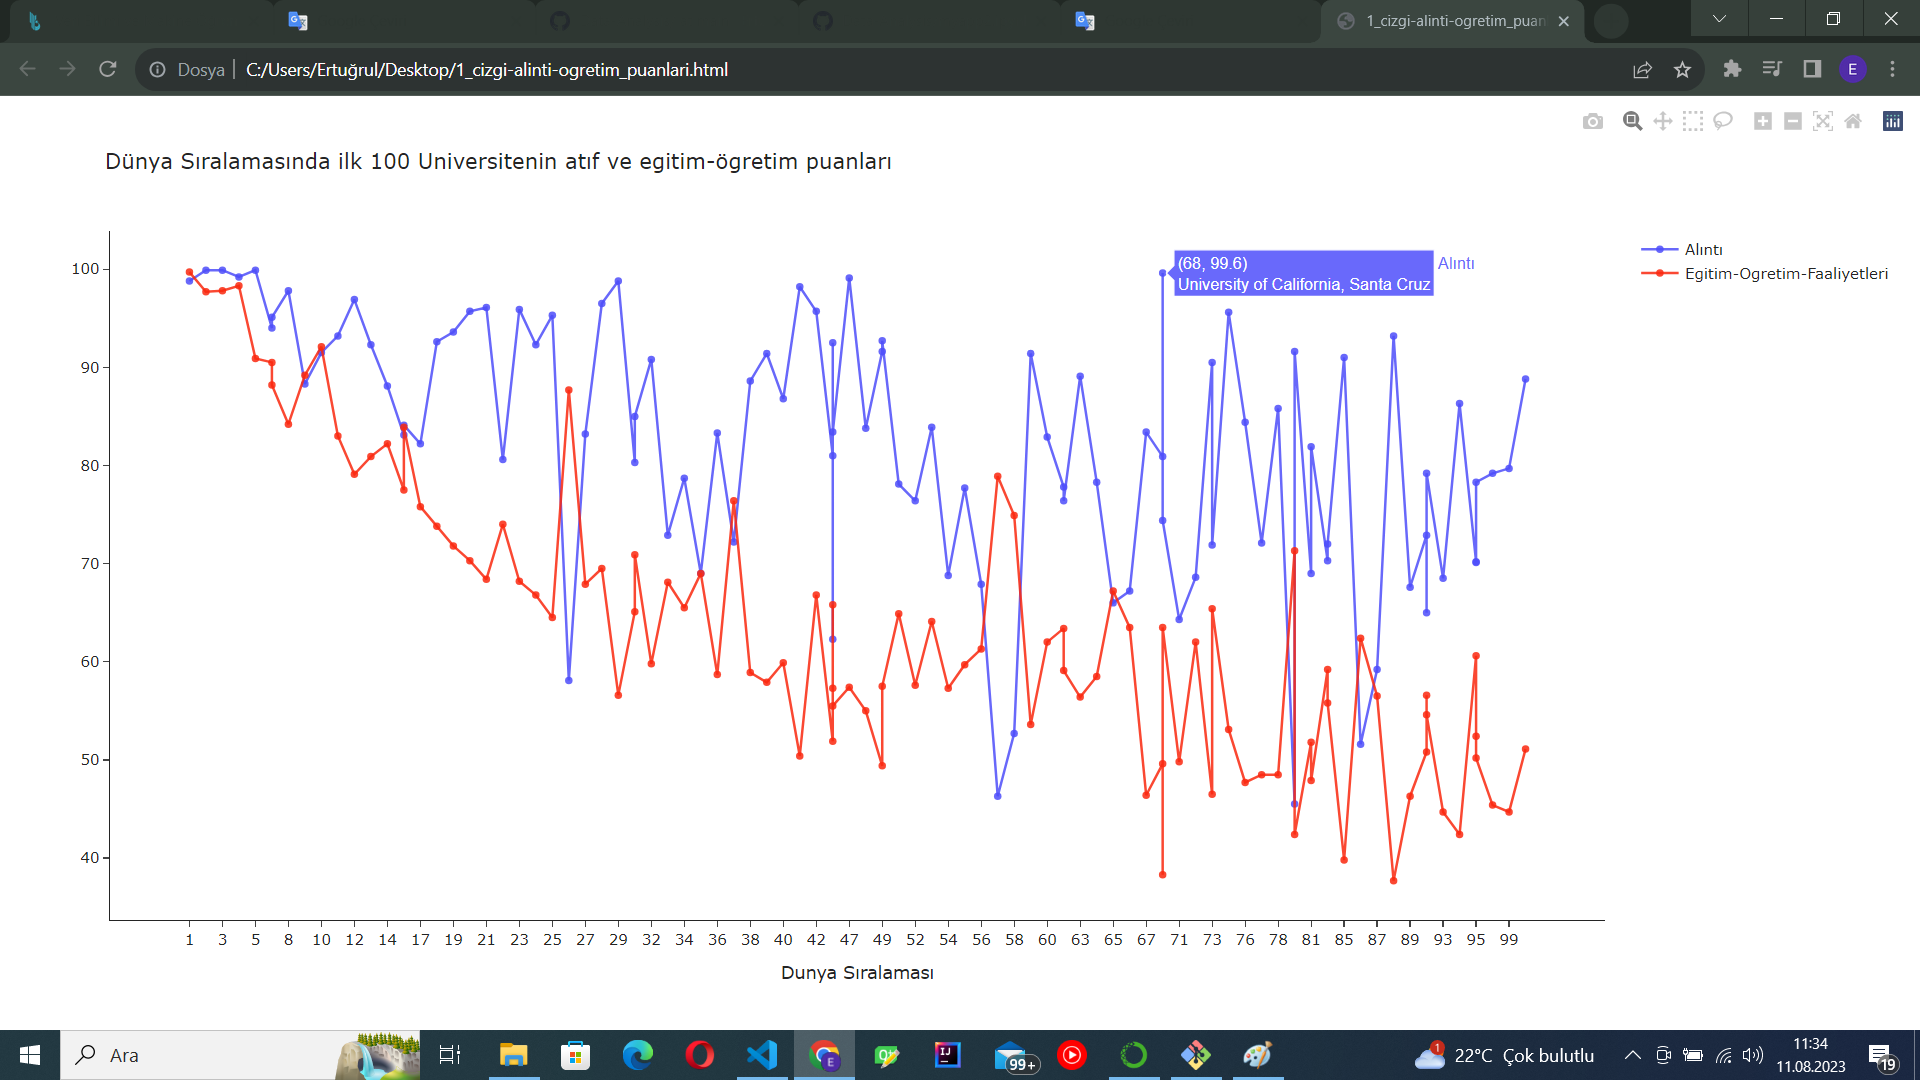 1_cizgi-alinti-ogretim_puan
Dosya
C:/Users/Ertuğrul/Desktop/1_cizgi-alinti-ogretim_puanlari.html
E
Dünya Sıralamasında ilk 100 Universitenin atıf ve egitim-ögretim puanları
(68, 99.6)
University of California, Santa Cruz
Alıntı
Alıntı
Egitim-Ogretim-Faaliyetleri
100
90
80
70
60
50
40
1 3 5 8 10 12 14 17 19 21 23 25 27 29 32 34 36 38 40 42 47 49 52 54 56 58 60 63 65 67 71 73 76 78 81 85 87 89 93 95 99
Dunya Sıralaması
Ara
E
IJ
99+
1
22°C Çok bulutlu
11:34
11.08.2023
19